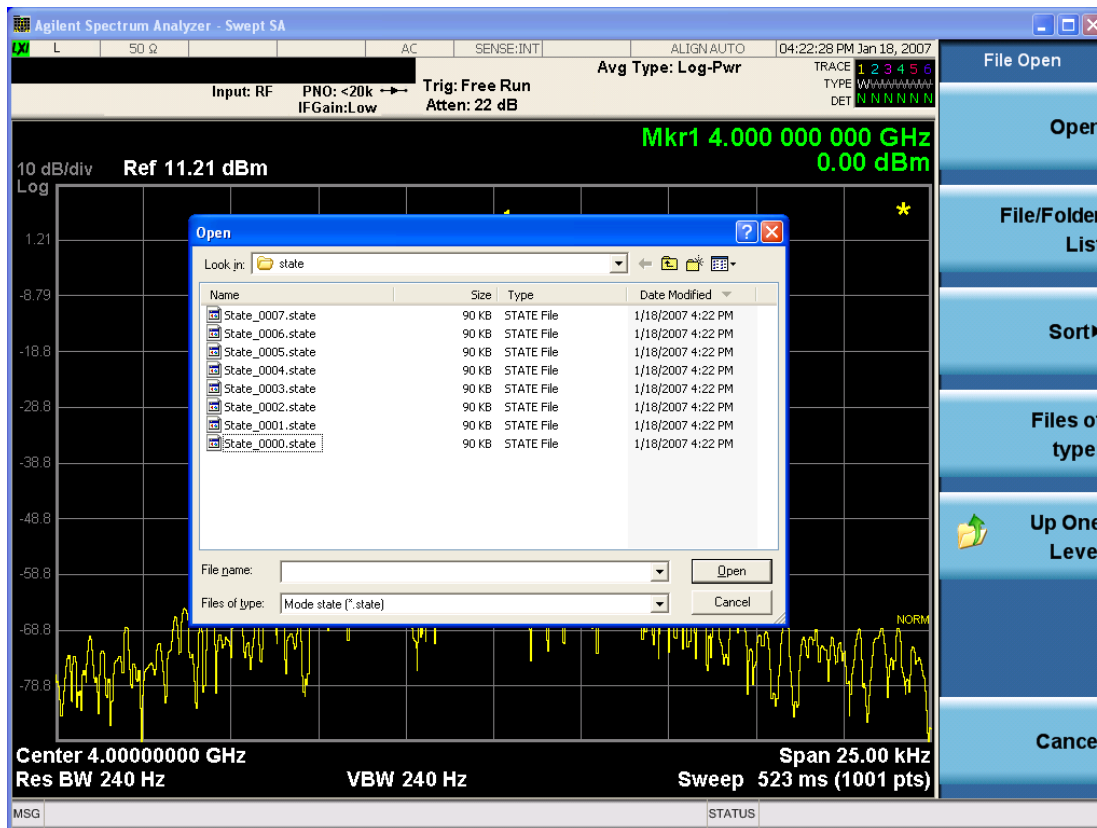 Agilent Spectrum Analyzer - Swept SA
LXI L 50 Ω AC SENSE:INT ALIGN AUTO 04:22:28 PM Jan 18, 2007
Input: RF PNO: <20k
IFGain:Low
Trig: Free Run
Atten: 22 dB
Avg Type: Log-Pwr
TRACE 1 2 3 4 5 6
TYPE W
DET N N N N N N
Mkr1 4.000 000 000 GHz
0.00 dBm
10 dB/div Ref 11.21 dBm
Log
1.21
-8.79
-18.8
-28.8
-38.8
-48.8
-58.8
-68.8
-78.8
*
NORM
Open
Look in: state
Name Size Type Date Modified
State_0007.state 90 KB STATE File 1/18/2007 4:22 PM
State_0006.state 90 KB STATE File 1/18/2007 4:22 PM
State_0005.state 90 KB STATE File 1/18/2007 4:22 PM
State_0004.state 90 KB STATE File 1/18/2007 4:22 PM
State_0003.state 90 KB STATE File 1/18/2007 4:22 PM
State_0002.state 90 KB STATE File 1/18/2007 4:22 PM
State_0001.state 90 KB STATE File 1/18/2007 4:22 PM
State_0000.state 90 KB STATE File 1/18/2007 4:22 PM
File name: Open
Files of type: Mode state (*.state) Cancel
Center 4.00000000 GHz Span 25.00 kHz
Res BW 240 Hz VBW 240 Hz Sweep 523 ms (1001 pts)
MSG STATUS
File Open
Open
File/Folder
Lis
Sort
Files of
type
Up One
Leve
Cance